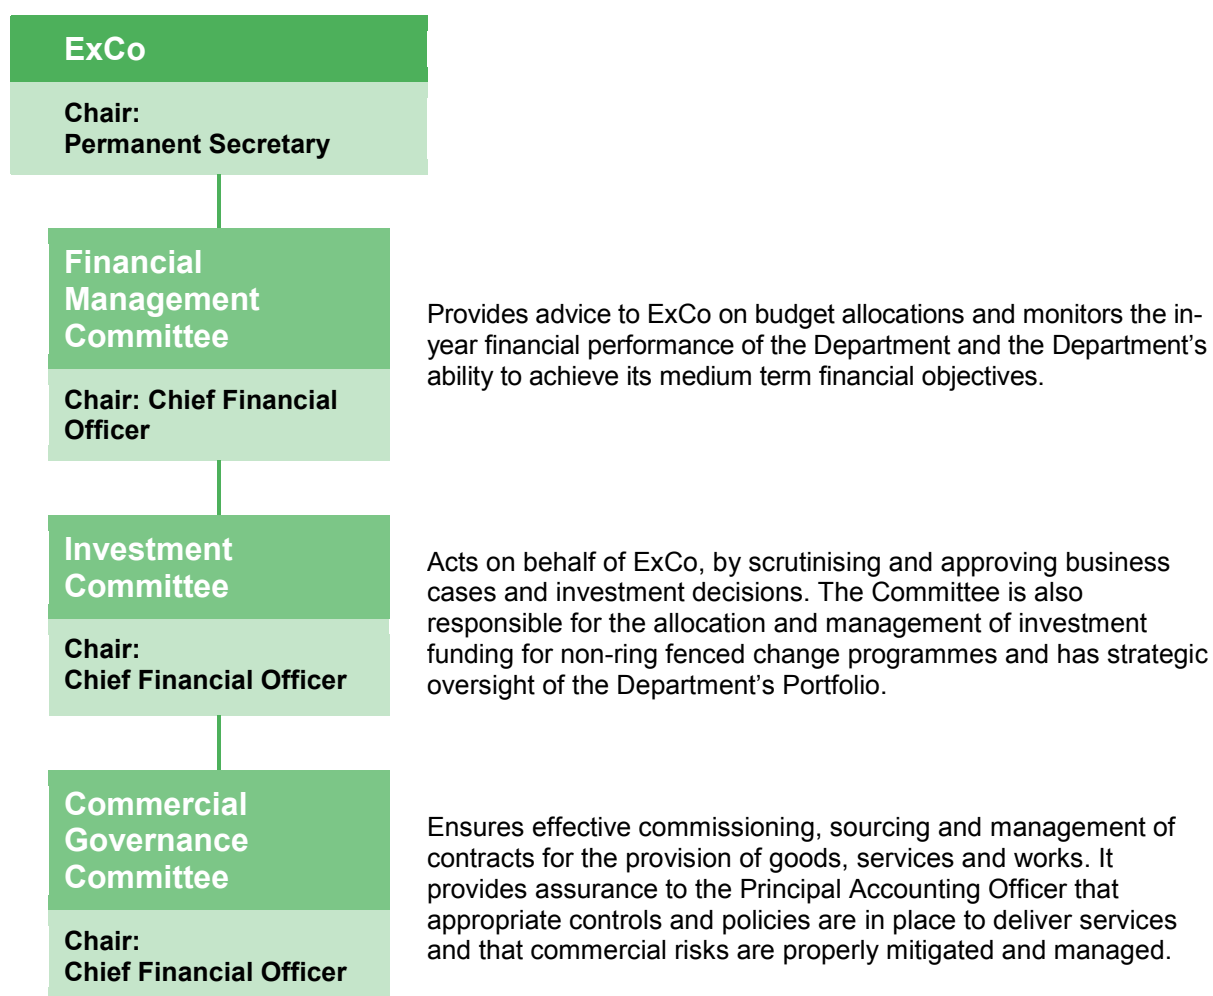 ExCo
Chair:
Permanent Secretary
Financial
Management
Committee
Chair: Chief Financial
Officer
Provides advice to ExCo on budget allocations and monitors the in-
year financial performance of the Department and the Department’s
ability to achieve its medium term financial objectives.
Investment
Committee
Chair:
Chief Financial Officer
Acts on behalf of ExCo, by scrutinising and approving business
cases and investment decisions. The Committee is also
responsible for the allocation and management of investment
funding for non-ring fenced change programmes and has strategic
oversight of the Department’s Portfolio.
Commercial
Governance
Committee
Chair:
Chief Financial Officer
Ensures effective commissioning, sourcing and management of
contracts for the provision of goods, services and works. It
provides assurance to the Principal Accounting Officer that
appropriate controls and policies are in place to deliver services
and that commercial risks are properly mitigated and managed.